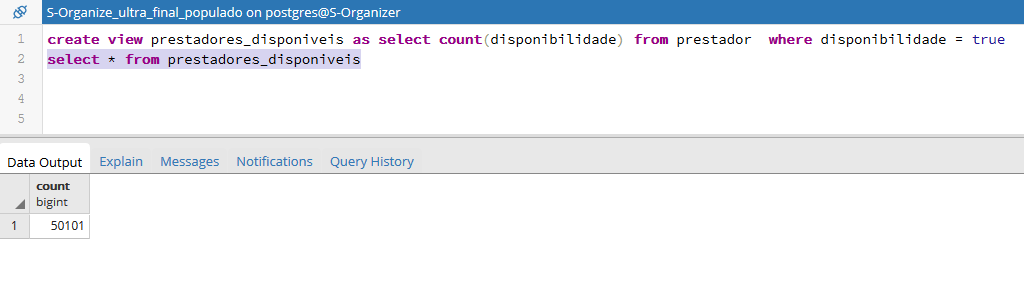 S-Organize_ultra_final_populado on postgres@S-Organizer
1 create view prestadores_disponiveis as select count(disponibilidade) from prestador  where disponibilidade = true
2 select * from prestadores_disponiveis
3
4
5
Data Output Explain Messages Notifications Query History
count
bigint
1 50101